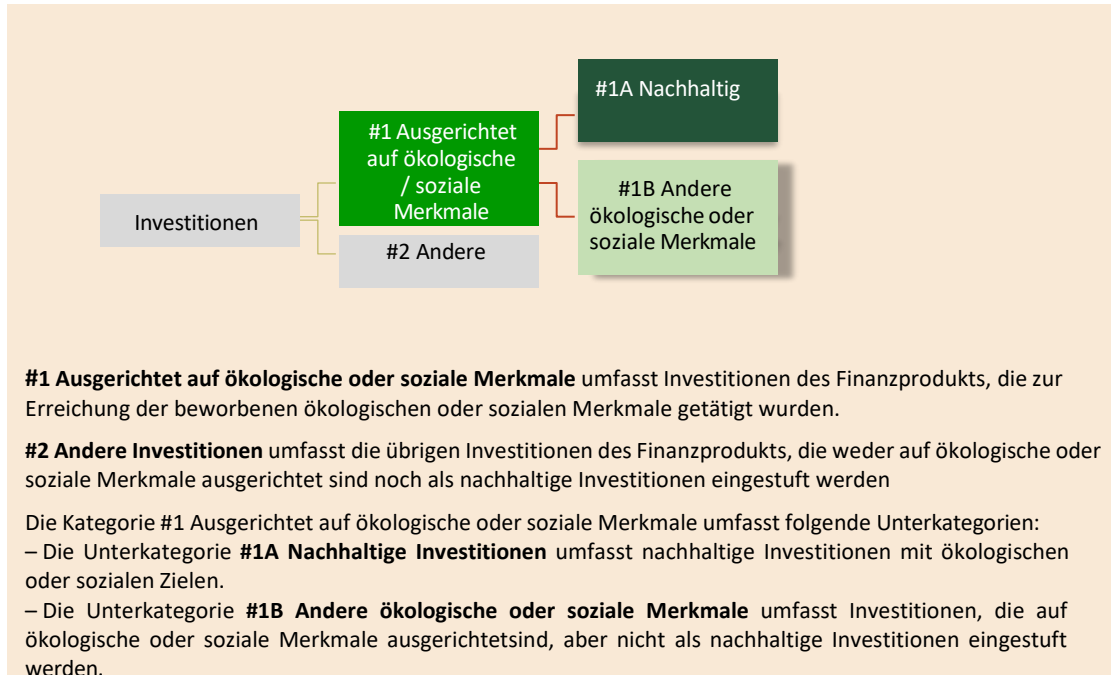 #1A Nachhaltig
#1 Ausgerichtet
auf ökologische
/ soziale
Merkmale
#1B Andere
ökologische oder
soziale Merkmale
Investitionen
#2 Andere
#1 Ausgerichtet auf ökologische oder soziale Merkmale umfasst Investitionen des Finanzprodukts, die zur
Erreichung der beworbenen ökologischen oder sozialen Merkmale getätigt wurden.
#2 Andere Investitionen umfasst die übrigen Investitionen des Finanzprodukts, die weder auf ökologische oder
soziale Merkmale ausgerichtet sind noch als nachhaltige Investitionen eingestuft werden
Die Kategorie #1 Ausgerichtet auf ökologische oder soziale Merkmale umfasst folgende Unterkategorien:
– Die Unterkategorie #1A Nachhaltige Investitionen umfasst nachhaltige Investitionen mit ökologischen
oder sozialen Zielen.
– Die Unterkategorie #1B Andere ökologische oder soziale Merkmale umfasst Investitionen, die auf
ökologische oder soziale Merkmale ausgerichtetsind, aber nicht als nachhaltige Investitionen eingestuft
werden.